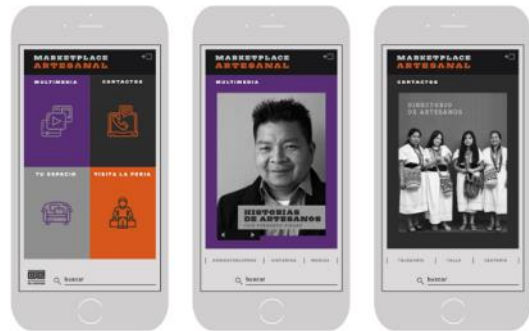 MARKETPLACE
ARTESANAL
MULTIMEDIA
CONTACTOS
TU ESPACIO
VISITA LA FERIA
buscar
MARKETPLACE
ARTESANAL
MULTIMEDIA
HISTORIAS
DE ARTESANOS
buscar
MARKETPLACE
ARTESANAL
CONTACTOS
DIRECTORIO
DE ARTESANOS
TALLA
buscar